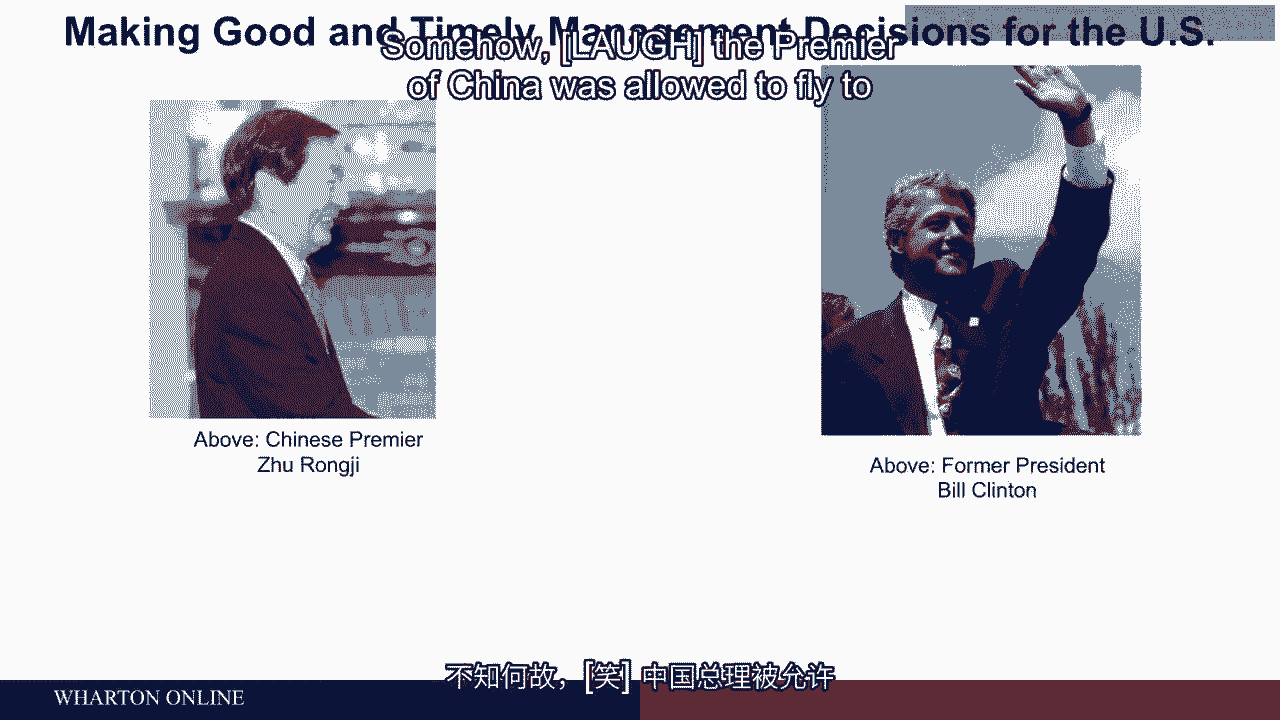 Making Good and Timely Management Decisions for the U.S.
Somehow, [LAUGH] the Premier
of China was allowed to fly to
Above: Chinese Premier
Zhu Rongji
Above: Former President
Bill Clinton
不知何故，[笑] 中国总理被允许
WHARTON ONLINE